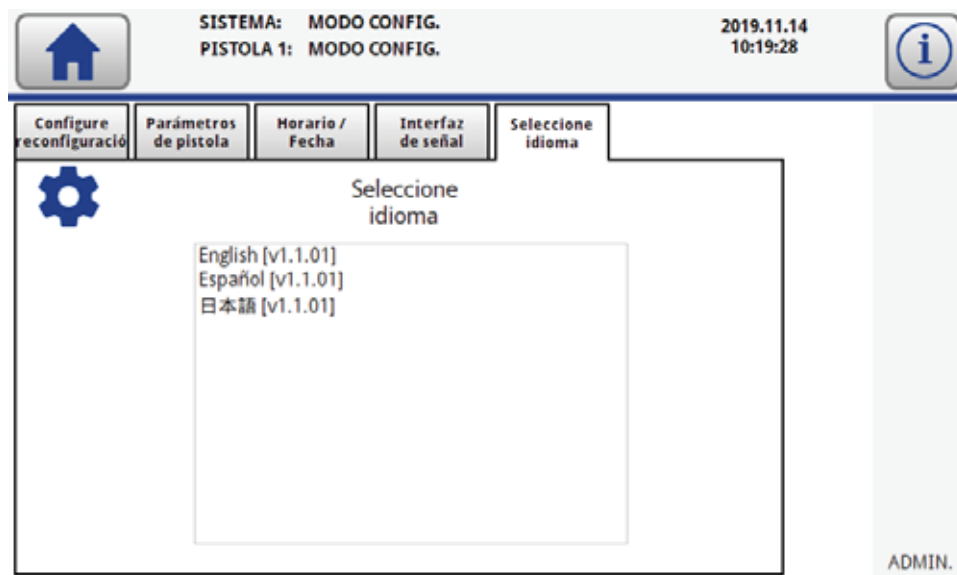 SISTEMA: MODO CONFIG.
PISTOLA 1: MODO CONFIG.
2019.11.14
10:19:28
i
Configure
reconfiguració
Parámetros
de pistola
Horario /
Fecha
Interfaz
de señal
Seleccione
idioma
Seleccione
idioma
English [v1.1.01]
Español [v1.1.01]
日本語 [v1.1.01]
ADMIN.